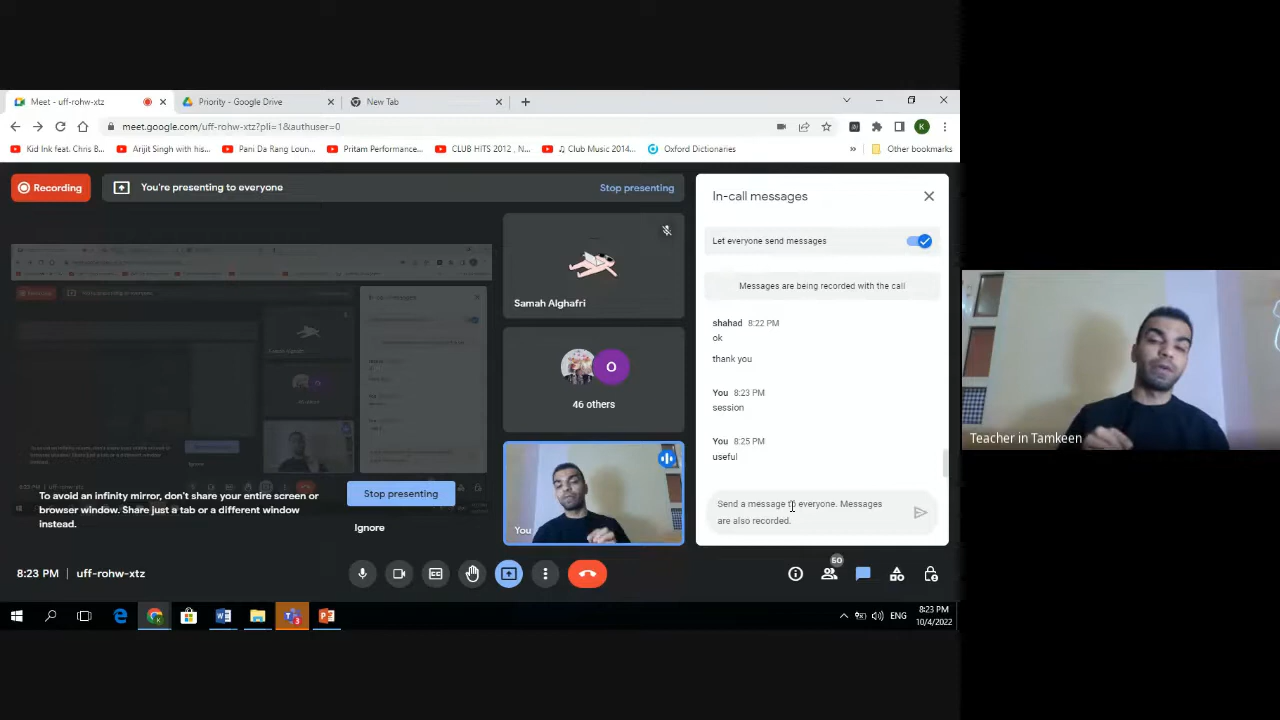 Meet - uff-rohw-xtz
Priority - Google Drive
New Tab
meet.google.com/uff-rohw-xtz?pli=1&authuser=0
K
Kid Ink feat. Chris B...
Arijit Singh with his...
Pani Da Rang Loun...
Pritam Performance...
CLUB HITS 2012 , N...
♫ Club Music 2014...
Oxford Dictionaries
»
Other bookmarks
Recording
You're presenting to everyone
Stop presenting
Samah Alghafri
O
46 others
To avoid an infinity mirror, don't share your entire screen or
browser window. Share just a tab or a different window
instead.
Stop presenting
Ignore
You
In-call messages
Let everyone send messages
Messages are being recorded with the call
shahad 8:22 PM
ok
thank you
You 8:23 PM
session
You 8:25 PM
useful
Send a message to everyone. Messages
are also recorded.
Teacher in Tamkeen
8:23 PM | uff-rohw-xtz
CC
ENG
8:23 PM
10/4/2022